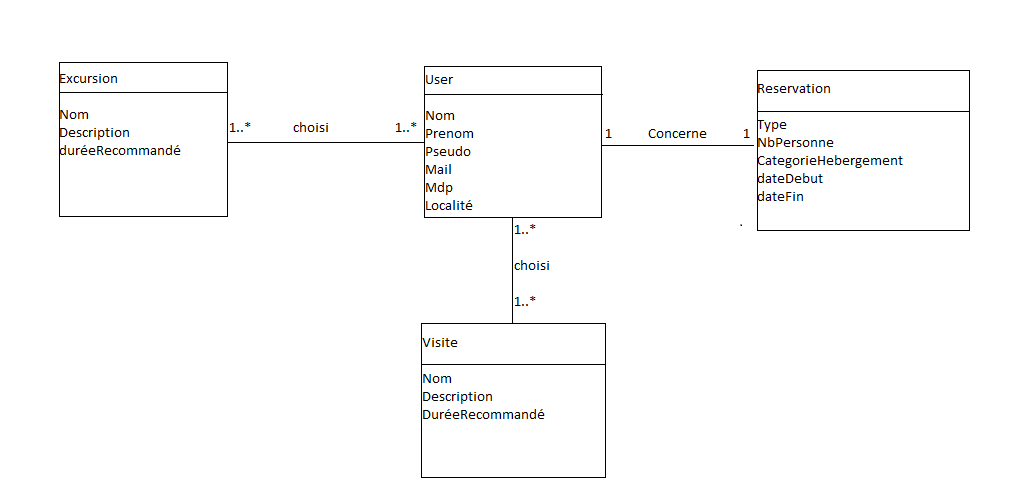 Excursion
Nom
Description
duréeRecommandé
1..* choisi 1..*
User
Nom
Prenom
Pseudo
Mail
Mdp
Localité
1 Concerne 1
Reservation
Type
NbPersonne
CategorieHebergement
dateDebut
dateFin
.
1..*
choisi
1..*
Visite
Nom
Description
DuréeRecommandé